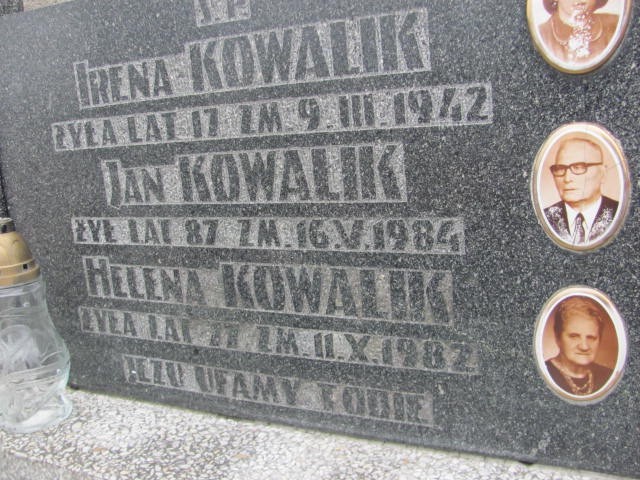 Ś. P.
IRENA KOWALIK
ŻYŁA LAT 17 ZM. 9. III. 1942
JAN KOWALIK
ŻYŁ LAT 87 ZM. 16.V.1984
HELENA KOWALIK
ŻYŁA LAT 77 ZM. 11.X.1982
JEZU UFAMY TOBIE